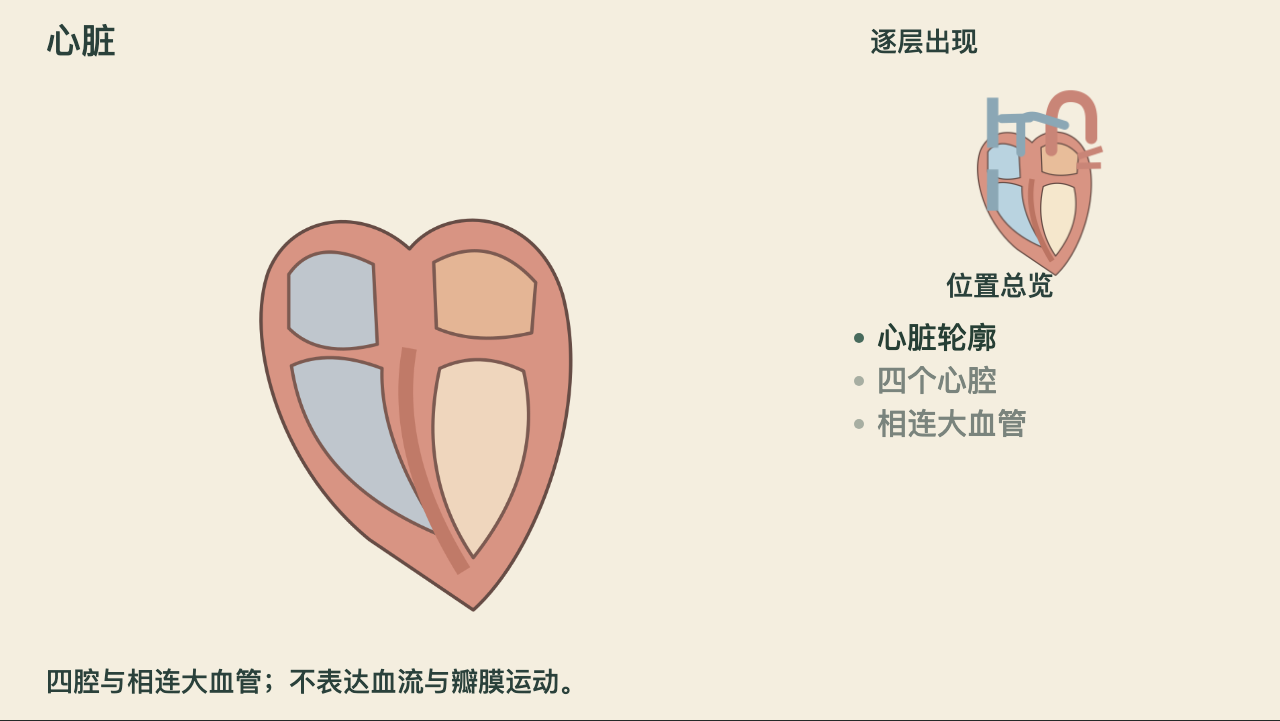 心脏
逐层出现
位置总览
心脏轮廓
四个心腔
相连大血管
四腔与相连大血管；不表达血流与瓣膜运动。